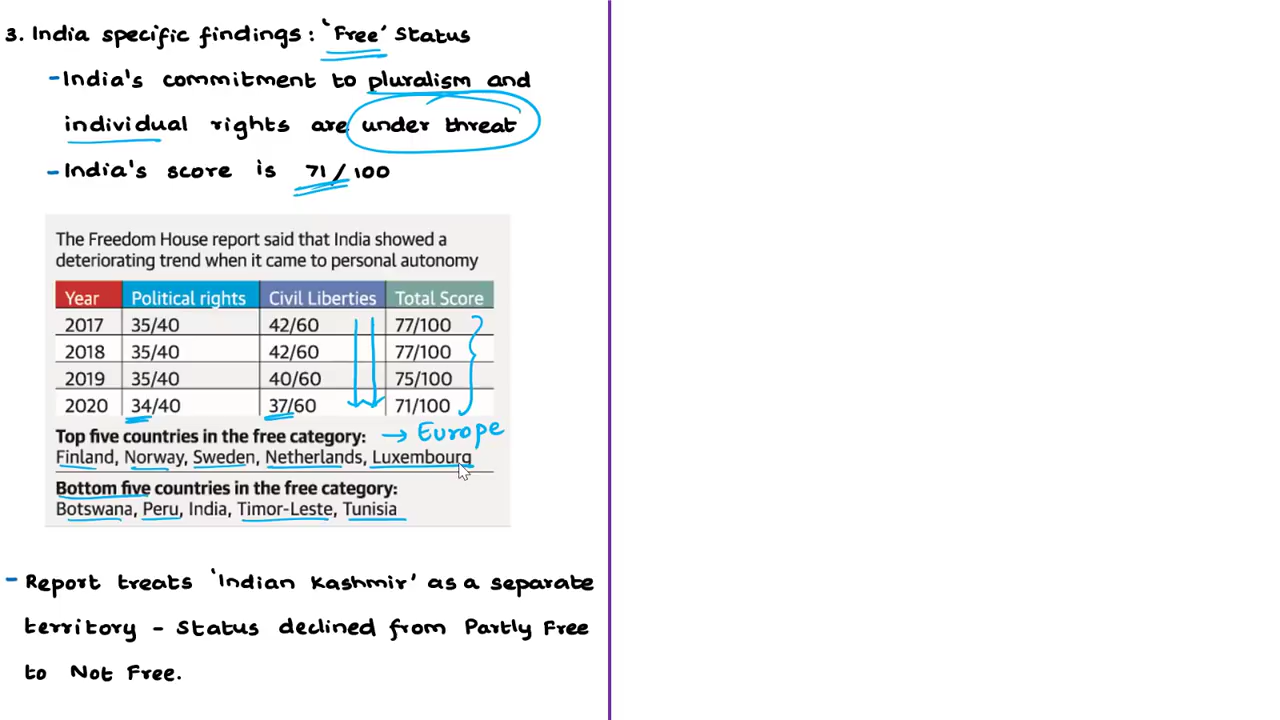 3. India specific findings: 'Free' Status
-India's commitment to pluralism and
individual rights are under threat
-India's score is 71/100
The Freedom House report said that India showed a
deteriorating trend when it came to personal autonomy
Year Political rights Civil Liberties Total Score
2017 35/40 42/60 77/100
2018 35/40 42/60 77/100
2019 35/40 40/60 75/100
2020 34/40 37/60 71/100
Top five countries in the free category: → Europe
Finland, Norway, Sweden, Netherlands, Luxembourg
Bottom five countries in the free category:
Botswana, Peru, India, Timor-Leste, Tunisia
- Report treats 'Indian Kashmir' as a separate
territory - Status declined from Partly Free
to Not Free.